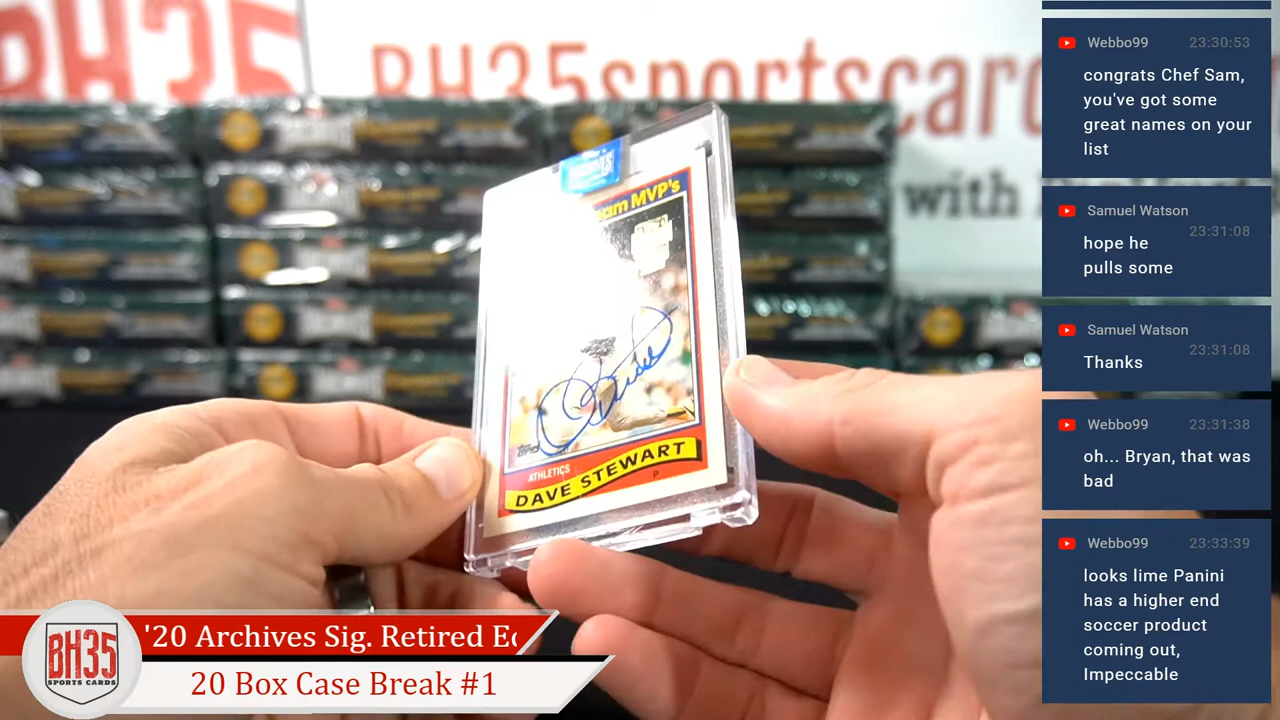 BH35
BH35sportscar
with
am MVP's
ATHLETICS
DAVE STEWART
P
'20 Archives Sig. Retired E
20 Box Case Break #1
BH35
SPORTS CARDS
Webbo99 23:30:53
congrats Chef Sam,
you've got some
great names on your
list
Samuel Watson 23:31:08
hope he
pulls some
Samuel Watson 23:31:08
Thanks
Webbo99 23:31:38
oh... Bryan, that was
bad
Webbo99 23:33:39
looks lime Panini
has a higher end
soccer product
coming out,
Impeccable